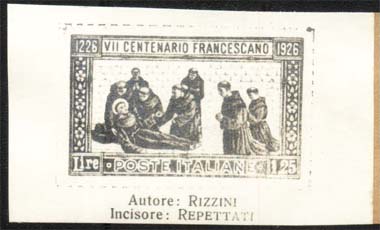 1226 VII CENTENARIO FRANCESCANO 1926
Lire POSTE ITALIANE 1,25
Autore: RIZZINI
Incisore: REPETTATI